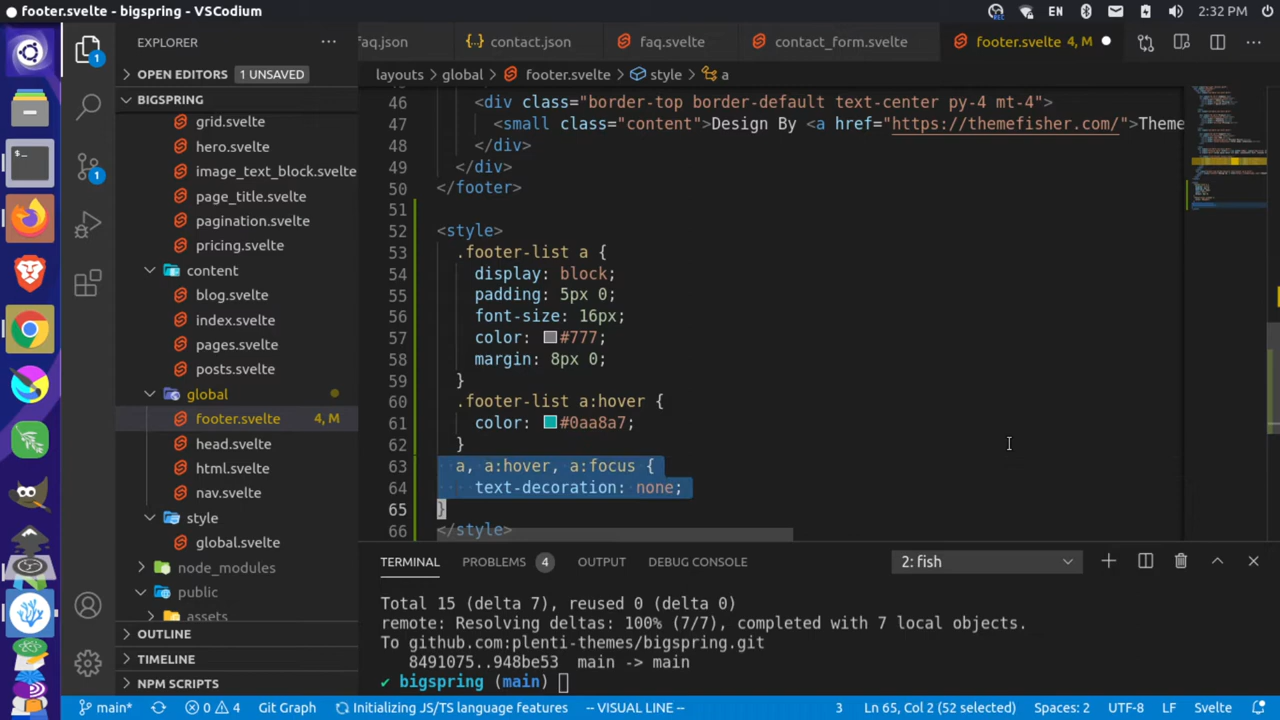 footer.svelte - bigspring - VSCodium
EN
2:32 PM
EXPLORER
faq.json
contact.json
faq.svelte
contact_form.svelte
footer.svelte 4, M
OPEN EDITORS 1 UNSAVED
layouts > global > footer.svelte > style > a
BIGSPRING
grid.svelte
hero.svelte
image_text_block.svelte
page_title.svelte
pagination.svelte
pricing.svelte
content
blog.svelte
index.svelte
pages.svelte
posts.svelte
global
footer.svelte 4, M
head.svelte
html.svelte
nav.svelte
style
global.svelte
node_modules
public
assets
OUTLINE
TIMELINE
NPM SCRIPTS
46 <div class="border-top border-default text-center py-4 mt-4">
47 <small class="content">Design By <a href="https://themefisher.com/">Theme
48 </div>
49 </div>
50 </footer>
51
52 <style>
53 .footer-list a {
54 display: block;
55 padding: 5px 0;
56 font-size: 16px;
57 color: #777;
58 margin: 8px 0;
59 }
60 .footer-list a:hover {
61 color: #0aa8a7;
62 }
63 a, a:hover, a:focus {
64 text-decoration: none;
65 }
66 </style>
TERMINAL PROBLEMS 4 OUTPUT DEBUG CONSOLE 2: fish
Total 15 (delta 7), reused 0 (delta 0)
remote: Resolving deltas: 100% (7/7), completed with 7 local objects.
To github.com:plenti-themes/bigspring.git
8491075..948be53 main -> main
✔ bigspring (main)
main* 0 4 Git Graph Initializing JS/TS language features -- VISUAL LINE -- 3 Ln 65, Col 2 (52 selected) Spaces: 2 UTF-8 LF Svelte